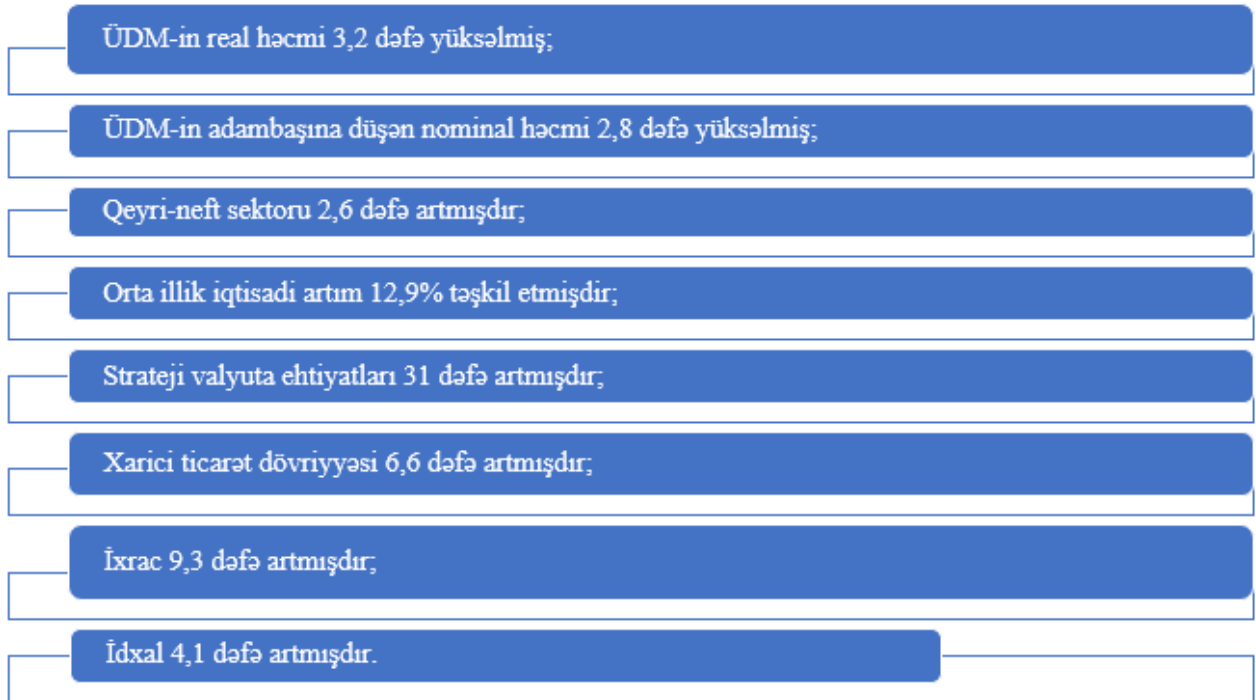 ÜDM-in real həcmi 3,2 dəfə yüksəlmiş;
ÜDM-in adambaşına düşən nominal həcmi 2,8 dəfə yüksəlmiş;
Qeyri-neft sektoru 2,6 dəfə artmışdır;
Orta illik iqtisadi artım 12,9% təşkil etmişdir;
Strateji valyuta ehtiyatları 31 dəfə artmışdır;
Xarici ticarət dövriyyəsi 6,6 dəfə artmışdır;
İxrac 9,3 dəfə artmışdır;
İdxal 4,1 dəfə artmışdır.